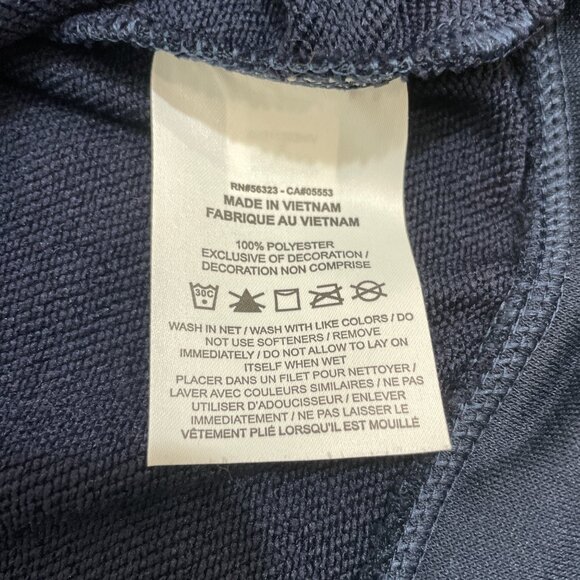 RN#56323 - CA#05553
MADE IN VIETNAM
FABRIQUE AU VIETNAM
100% POLYESTER
EXCLUSIVE OF DECORATION /
DECORATION NON COMPRISE
30C
WASH IN NET / WASH WITH LIKE COLORS / DO
NOT USE SOFTENERS / REMOVE
IMMEDIATELY / DO NOT ALLOW TO LAY ON
ITSELF WHEN WET
PLACER DANS UN FILET POUR NETTOYER /
LAVER AVEC COULEURS SIMILAIRES / NE PAS
UTILISER D'ADOUCISSEUR / ENLEVER
IMMEDIATEMENT / NE PAS LAISSER LE
VÊTEMENT PLIÉ LORSQU'IL EST MOUILLÉ